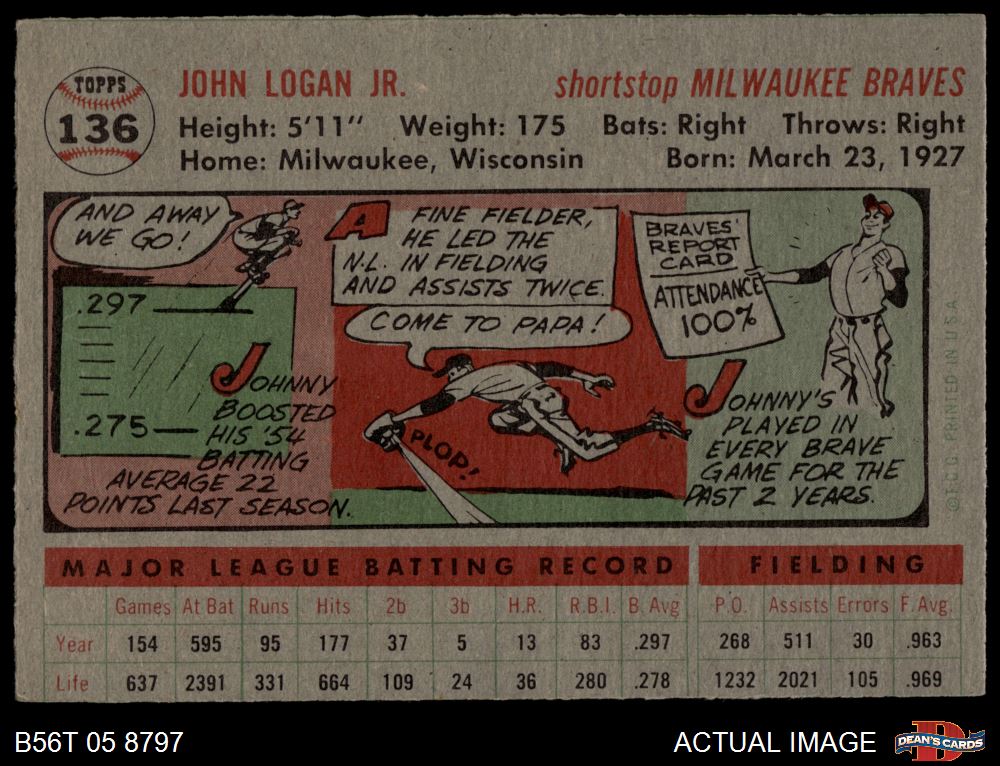 TOPPS
136
JOHN LOGAN JR.
shortstop MILWAUKEE BRAVES
Height: 5'11" Weight: 175 Bats: Right Throws: Right
Home: Milwaukee, Wisconsin Born: March 23, 1927
AND AWAY
WE GO!
.297
.275
JOHNNY
BOOSTED
HIS '54
BATTING
AVERAGE 22
POINTS LAST SEASON.
A FINE FIELDER,
HE LED THE
N.L. IN FIELDING
AND ASSISTS TWICE.
COME TO PAPA!
PLOP!
BRAVES'
REPORT
CARD
ATTENDANCE
100%
JOHNNY'S
PLAYED IN
EVERY BRAVE
GAME FOR THE
PAST 2 YEARS.
© T.C.G. PRINTED IN U.S.A.
MAJOR LEAGUE BATTING RECORD FIELDING
Games At Bat Runs Hits 2b 3b H.R. R.B.I. B. Avg. P.O. Assists Errors F. Avg.
Year 154 595 95 177 37 5 13 83 .297 268 511 30 .963
Life 637 2391 331 664 109 24 36 280 .278 1232 2021 105 .969
B56T 05 8797
ACTUAL IMAGE
DEAN'S CARDS